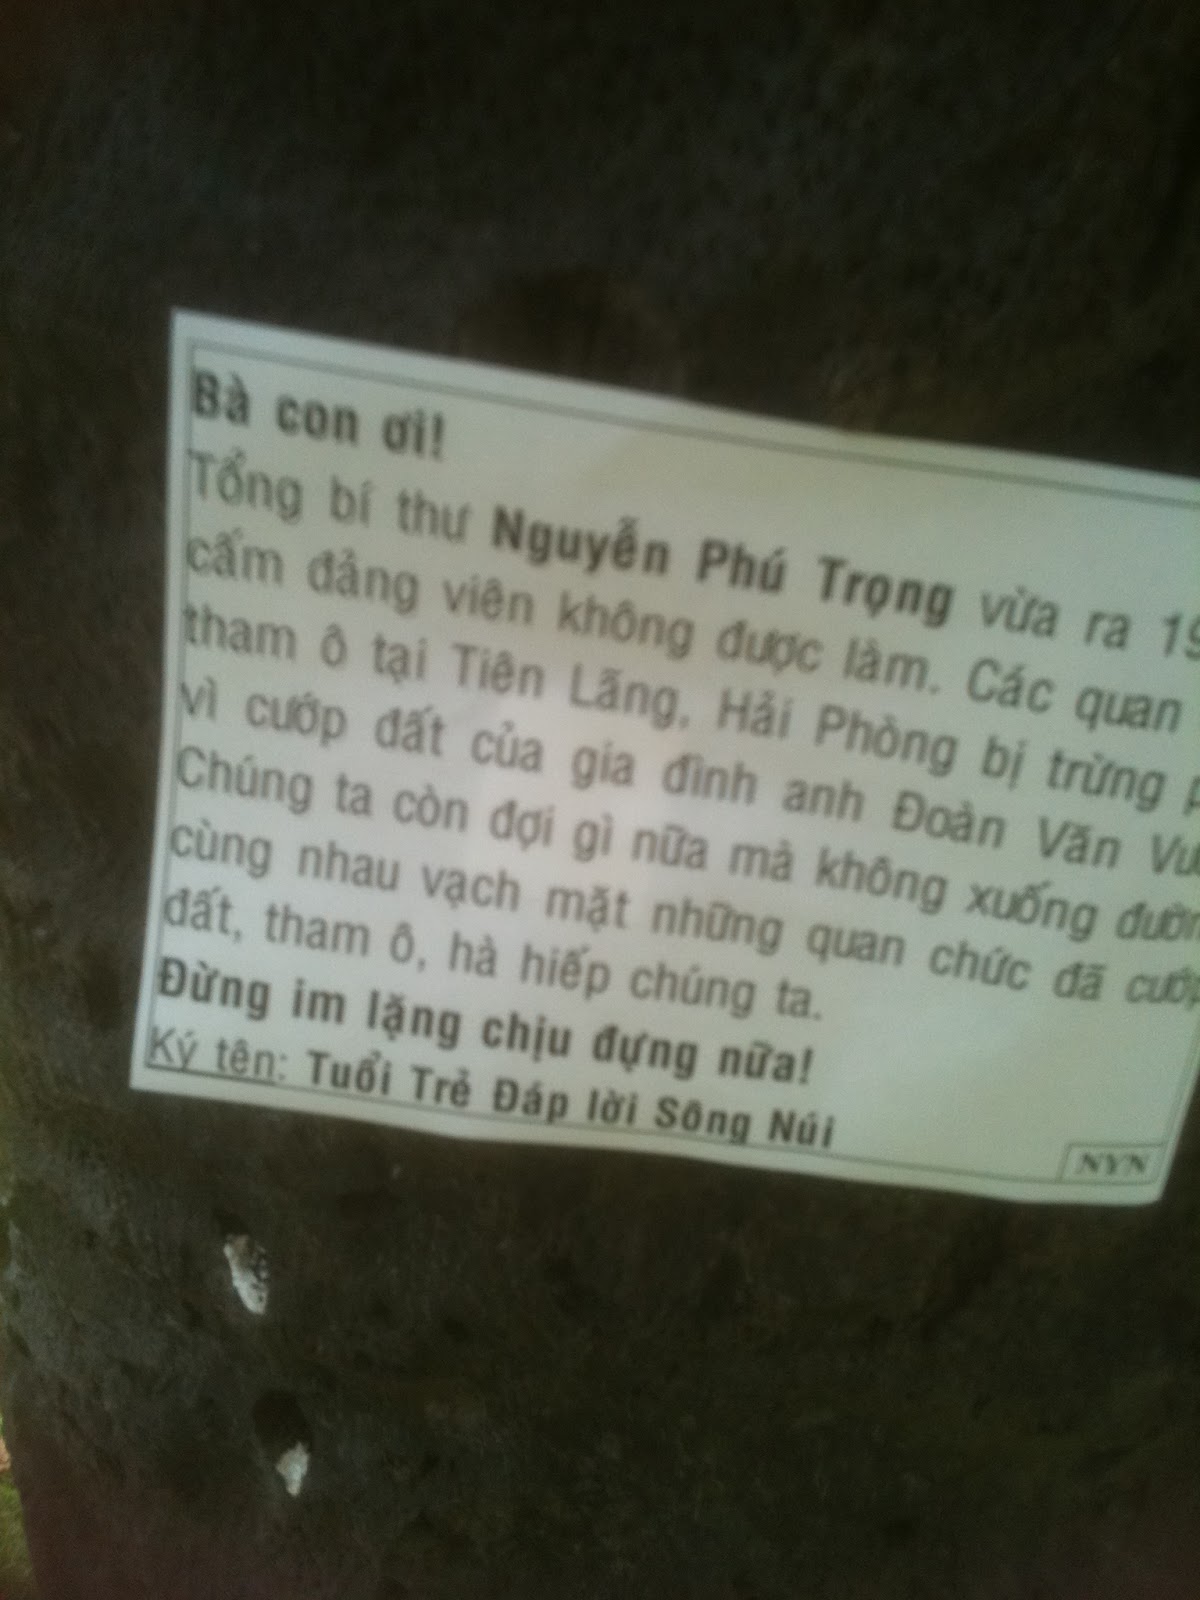 Bà con ơi!
Tổng bí thư Nguyễn Phú Trọng vừa ra 19
cấm đảng viên không được làm. Các quan
tham ô tại Tiên Lãng, Hải Phòng bị trừng
vì cướp đất của gia đình anh Đoàn Văn
Chúng ta còn đợi gì nữa mà không xuống
cùng nhau vạch mặt những quan chức đã
đất, tham ô, hà hiếp chúng ta.
Đừng im lặng chịu đựng nữa!
Ký tên: Tuổi Trẻ Đáp lời Sông Núi
NYN